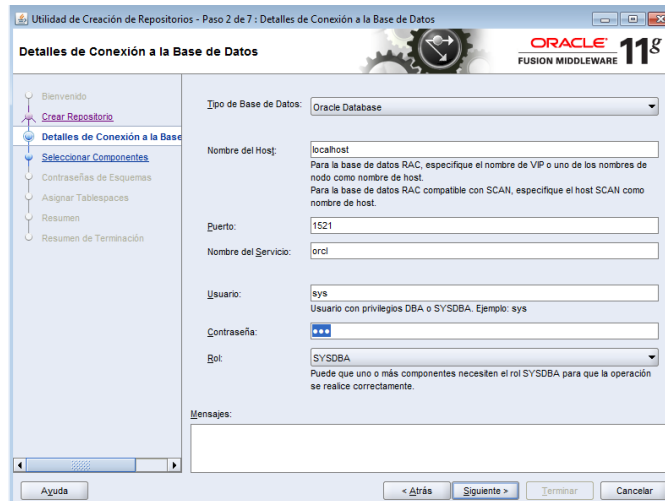 Utilidad de Creación de Repositorios - Paso 2 de 7 : Detalles de Conexión a la Base de Datos
Detalles de Conexión a la Base de Datos
ORACLE
FUSION MIDDLEWARE 11g
Bienvenido
Crear Repositorio
Detalles de Conexión a la Base
Seleccionar Componentes
Contraseñas de Esquemas
Asignar Tablespaces
Resumen
Resumen de Terminación
Tipo de Base de Datos: Oracle Database
Nombre del Host: localhost
Para la base de datos RAC, especifique el nombre de VIP o uno de los nombres de
nodo como nombre de host.
Para la base de datos RAC compatible con SCAN, especifique el host SCAN como
nombre de host.
Puerto: 1521
Nombre del Servicio: orcl
Usuario: sys
Usuario con privilegios DBA o SYSDBA. Ejemplo: sys
Contraseña: •••
Rol: SYSDBA
Puede que uno o más componentes necesiten el rol SYSDBA para que la operación
se realice correctamente.
Mensajes:
Ayuda
< Atrás
Siguiente >
Terminar
Cancelar